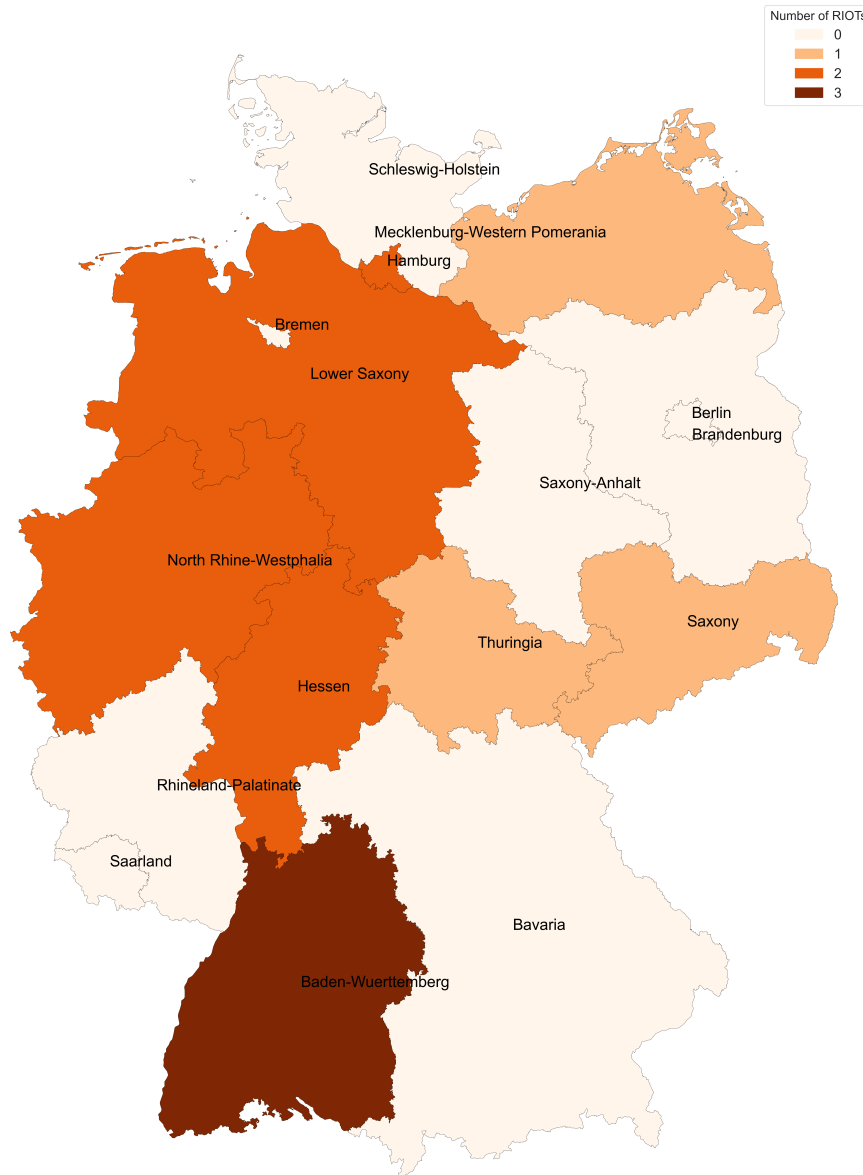 Number of RIOTs
0
1
2
3
Schleswig-Holstein
Mecklenburg-Western Pomerania
Hamburg
Bremen
Lower Saxony
Berlin
Brandenburg
Saxony-Anhalt
North Rhine-Westphalia
Saxony
Thuringia
Hessen
Rhineland-Palatinate
Saarland
Bavaria
Baden-Wuerttemberg